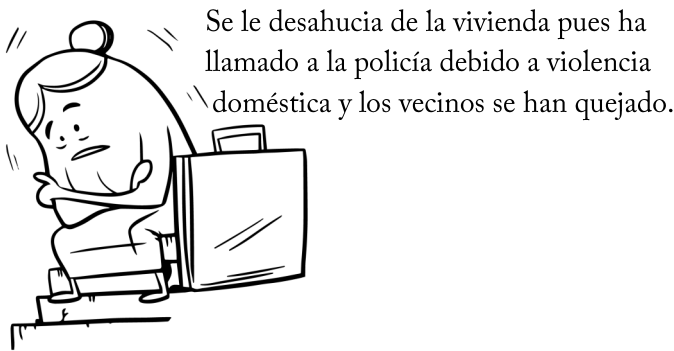 Se le desahucia de la vivienda pues ha
llamado a la policía debido a violencia
doméstica y los vecinos se han quejado.